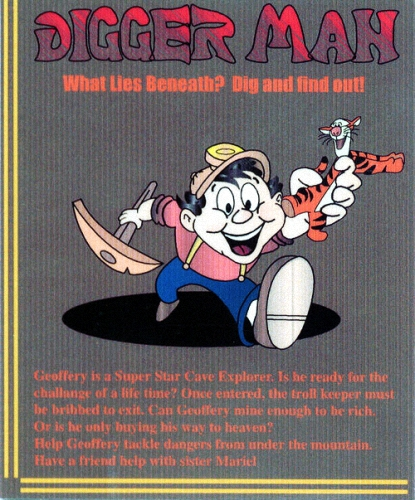 DIGGER MAN
What Lies Beneath? Dig and find out!
Geoffery is a Super Star Cave Explorer. Is he ready for the
challunge of a life time? Once entered, the troll keeper must
be bribbed to exit. Can Geoffery mine enough to be rich.
Or is he only buying his way to heaven?
Help Geoffery tackle dangers from under the mountain.
Have a friend help with sister Marie!